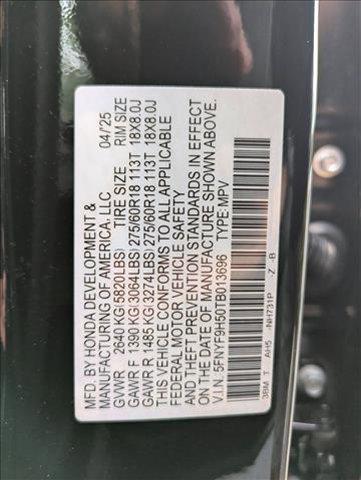 MFD. BY HONDA DEVELOPMENT &
MANUFACTURING OF AMERICA, LLC 04/25
GVWR 2640 KG(5820LBS) TIRE SIZE RIM SIZE
GAWR F 1390 KG(3064LBS) 275/60R18 113T 18X8.0J
GAWR R 1485 KG(3274LBS) 275/60R18 113T 18X8.0J
THIS VEHICLE CONFORMS TO ALL APPLICABLE
FEDERAL MOTOR VEHICLE SAFETY
STANDARDS IN EFFECT
ON THE DATE OF MANUFACTURE SHOWN ABOVE.
V.I.N. 5FNYF9H50TB013696 TYPE:MPV
3BM I AH5 NH731P Z -B